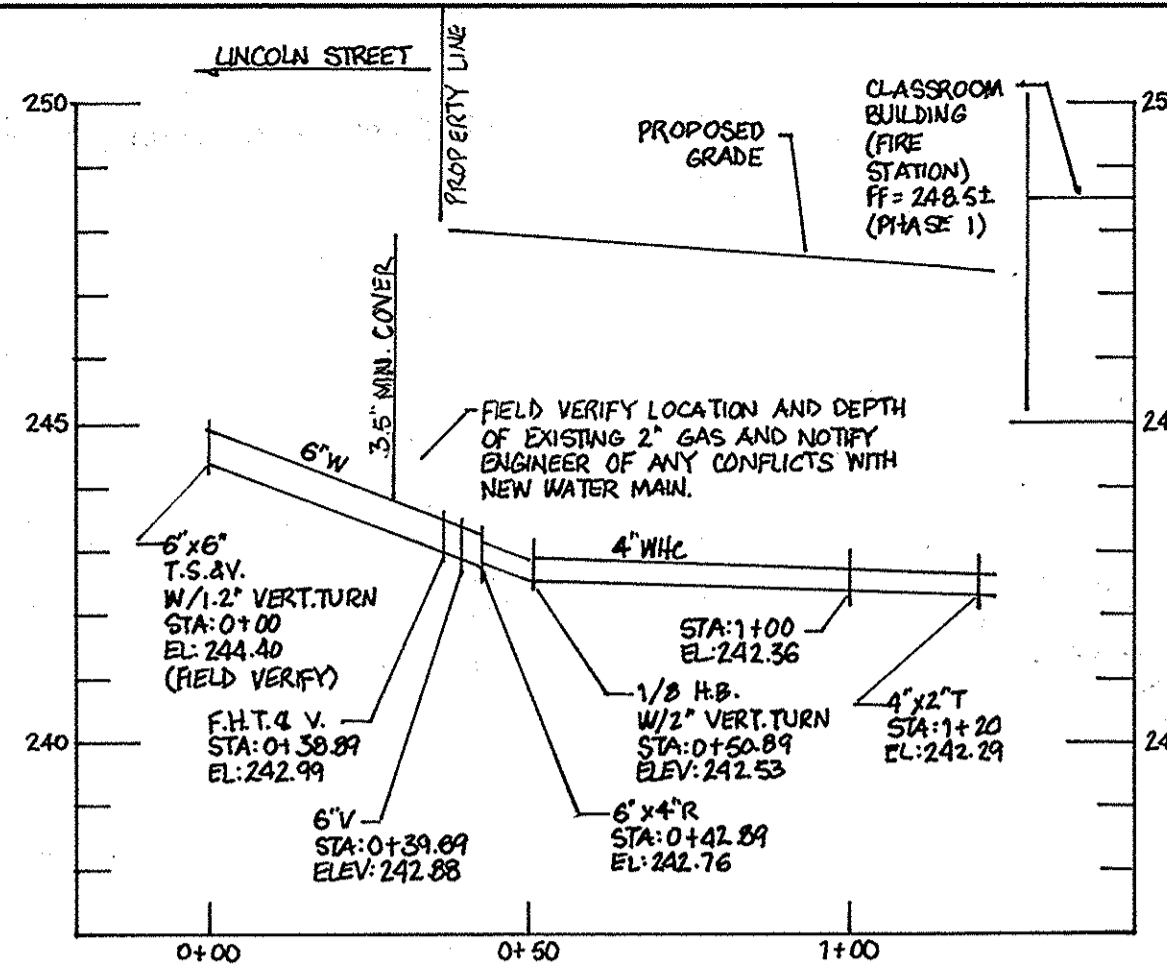 LINCOLN STREET
PROPERTY LINE
250
CLASSROOM
BUILDING
(FIRE
STATION)
FF= 248.5±
(PHASE 1)
25
PROPOSED
GRADE
3.5" MIN. COVER
245
24
FIELD VERIFY LOCATION AND DEPTH
OF EXISTING 2" GAS AND NOTIFY
ENGINEER OF ANY CONFLICTS WITH
NEW WATER MAIN.
6"W
4"WHc
6"x6"
T.S.&V.
W/1.2" VERT.TURN
STA:0+00
EL:244.40
(FIELD VERIFY)
STA:1+00
EL:242.36
1/8 H.B.
W/2" VERT.TURN
STA:0+50.89
ELEV:242.53
4"x2"T
STA:1+20
EL:242.29
F.H.T.& V.
STA:0+38.89
EL:242.99
240
24
6"V
STA:0+39.89
ELEV:242.88
6"x4"R
STA:0+42.89
EL:242.76
0+00
0+50
1+00